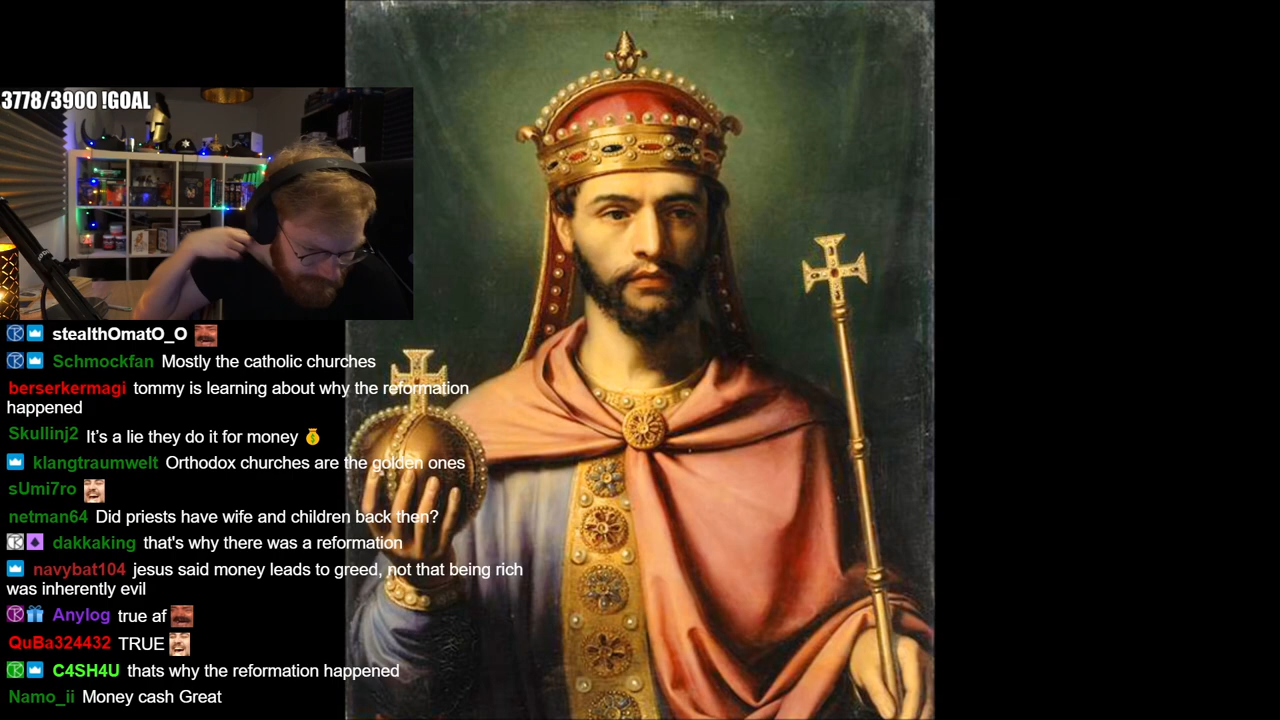 3778/3900 !GOAL
stealthOmatO_O
Schmockfan Mostly the catholic churches
berserkermagi tommy is learning about why the reformation
happened
Skullinj2 It's a lie they do it for money 💰
klangtraumwelt Orthodox churches are the golden ones
sUmi7ro
netman64 Did priests have wife and children back then?
dakkaking that's why there was a reformation
navybat104 jesus said money leads to greed, not that being rich
was inherently evil
Anylog true af
QuBa324432 TRUE
C4SH4U thats why the reformation happened
Namo_ii Money cash Great